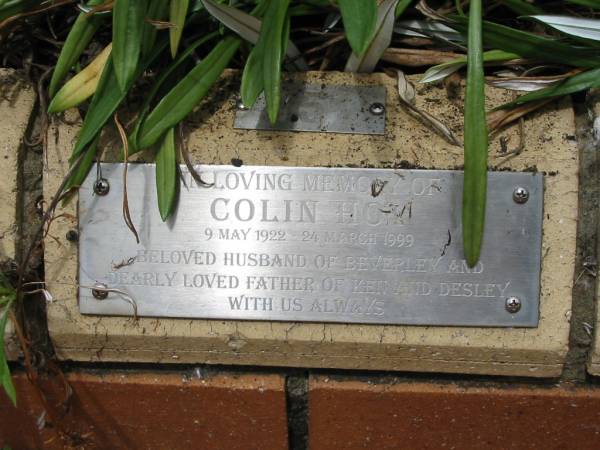 IN LOVING MEMORY OF
COLIN
9 MAY 1922 - 24 MARCH 1999
BELOVED HUSBAND OF BEVERLEY AND
DEARLY LOVED FATHER OF KEN AND DESLEY
WITH US ALWAYS